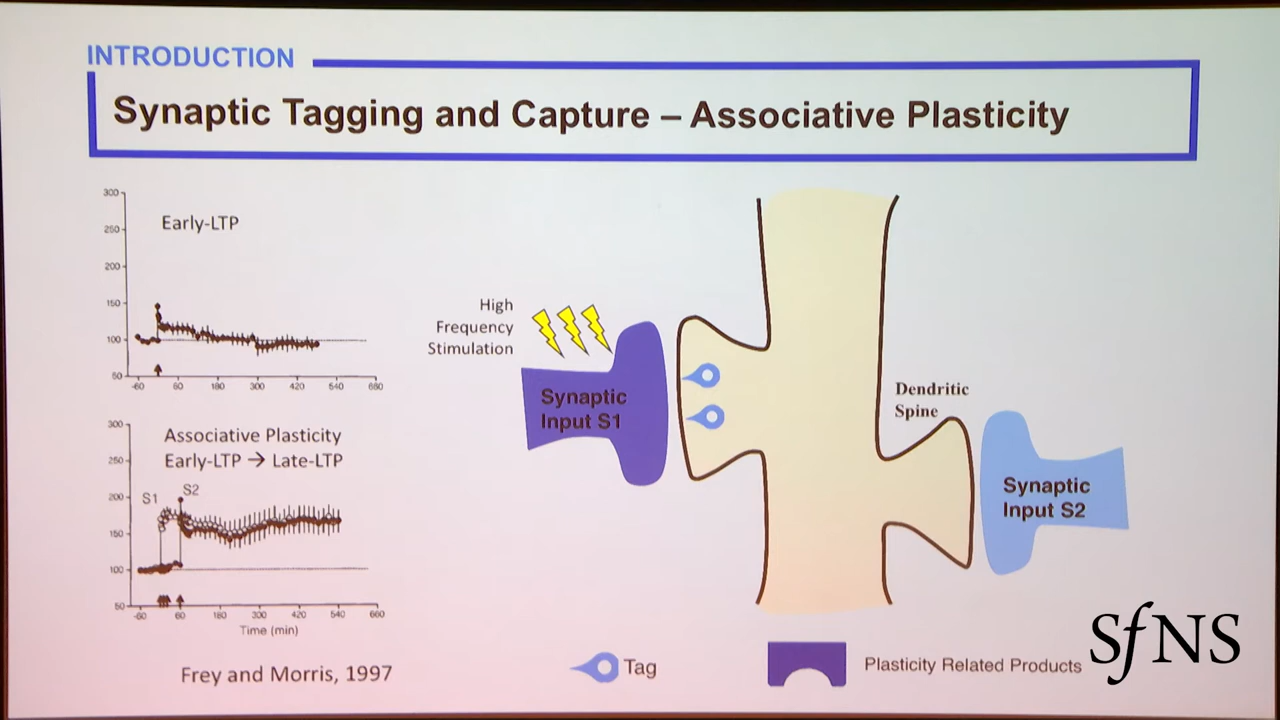 INTRODUCTION
Synaptic Tagging and Capture – Associative Plasticity
300
250
200
150
100
50
Early-LTP
-60 60 180 300 420 540 660
300
250
200
150
100
50
Associative Plasticity
Early-LTP → Late-LTP
S1
S2
-60 60 180 300 420 540 660
Time (min)
Frey and Morris, 1997
High
Frequency
Stimulation
Synaptic
Input S1
Dendritic
Spine
Synaptic
Input S2
Tag
Plasticity Related Products
SfNS